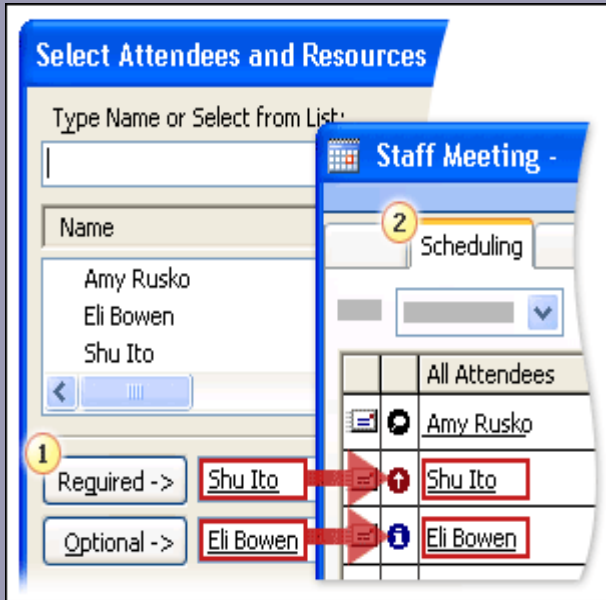 Select Attendees and Resources
Type Name or Select from List:
Name
Amy Rusko
Eli Bowen
Shu Ito
1
Required -> Shu Ito
Optional -> Eli Bowen
Staff Meeting -
2
Scheduling
All Attendees
Amy Rusko
Shu Ito
Eli Bowen